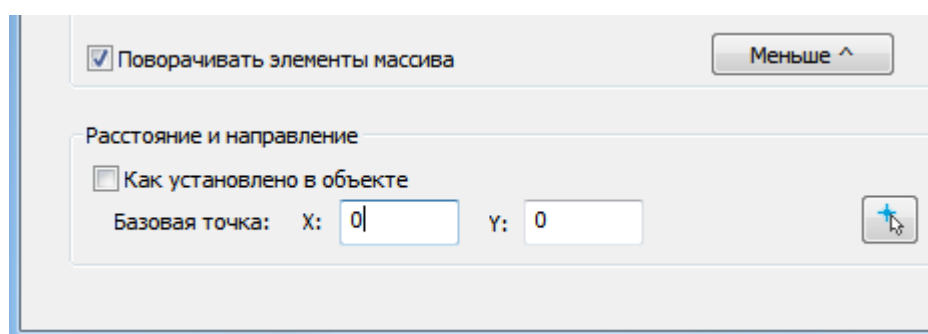 Поворачивать элементы массива Меньше ^
Расстояние и направление
Как установлено в объекте
Базовая точка: X: 0 Y: 0